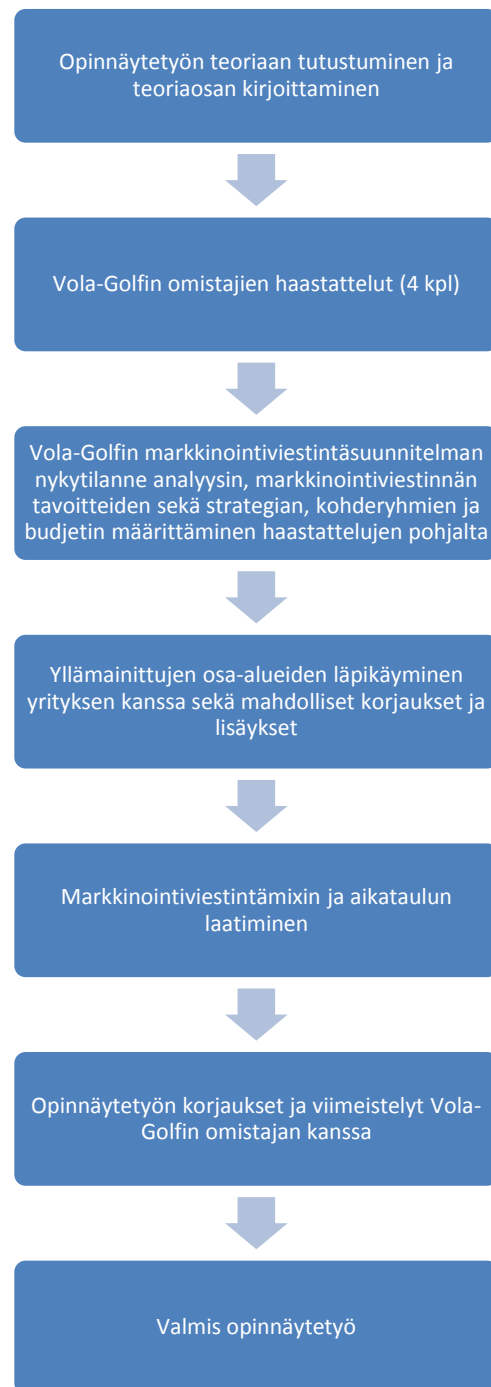 Opinnäytetyön teoriaan tutustuminen ja
teoriaosan kirjoittaminen
Vola-Golfin omistajien haastattelut (4 kpl)
Vola-Golfin markkinointiviestintäsuunnitelman
nykytilanne analyysin, markkinointiviestinnän
tavoitteiden sekä strategian, kohderyhmien ja
budjetin määrittäminen haastattelujen pohjalta
Yllämainittujen osa-alueiden läpikäyminen
yrityksen kanssa sekä mahdolliset korjaukset ja
lisäykset
Markkinointiviestintämixin ja aikataulun
laatiminen
Opinnäytetyön korjaukset ja viimeistelyt Vola-
Golfin omistajan kanssa
Valmis opinnäytetyö